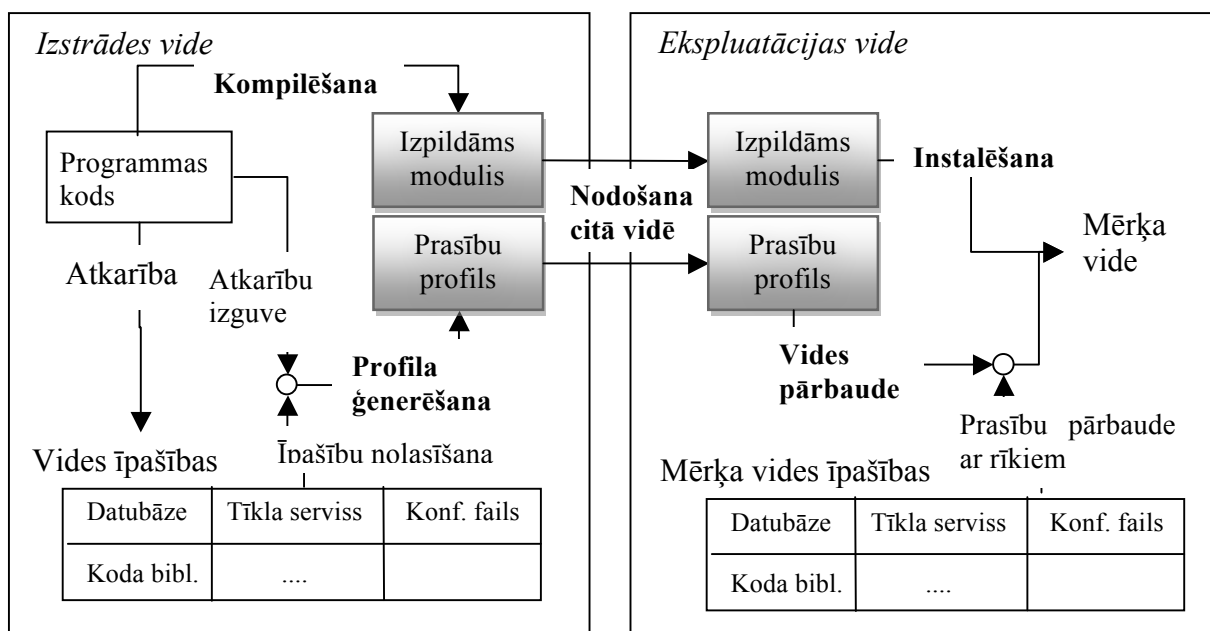 Izstrādes vide
Kompilēšana
Programmas
kods
Izpildāms
modulis
Atkarība
Atkarību
izguve
Prasību
profils
Profila
ģenerēšana
Vides īpašības
Īpašību nolasīšana
Datubāze
Tīkla serviss
Konf. fails
Koda bibl.
....
Nodošana
citā vidē
Ekspluatācijas vide
Izpildāms
modulis
Instalēšana
Prasību
profils
Mērķa
vide
Vides
pārbaude
Prasību pārbaude
ar rīkiem
Mērķa vides īpašības
Datubāze
Tīkla serviss
Konf. fails
Koda bibl.
....